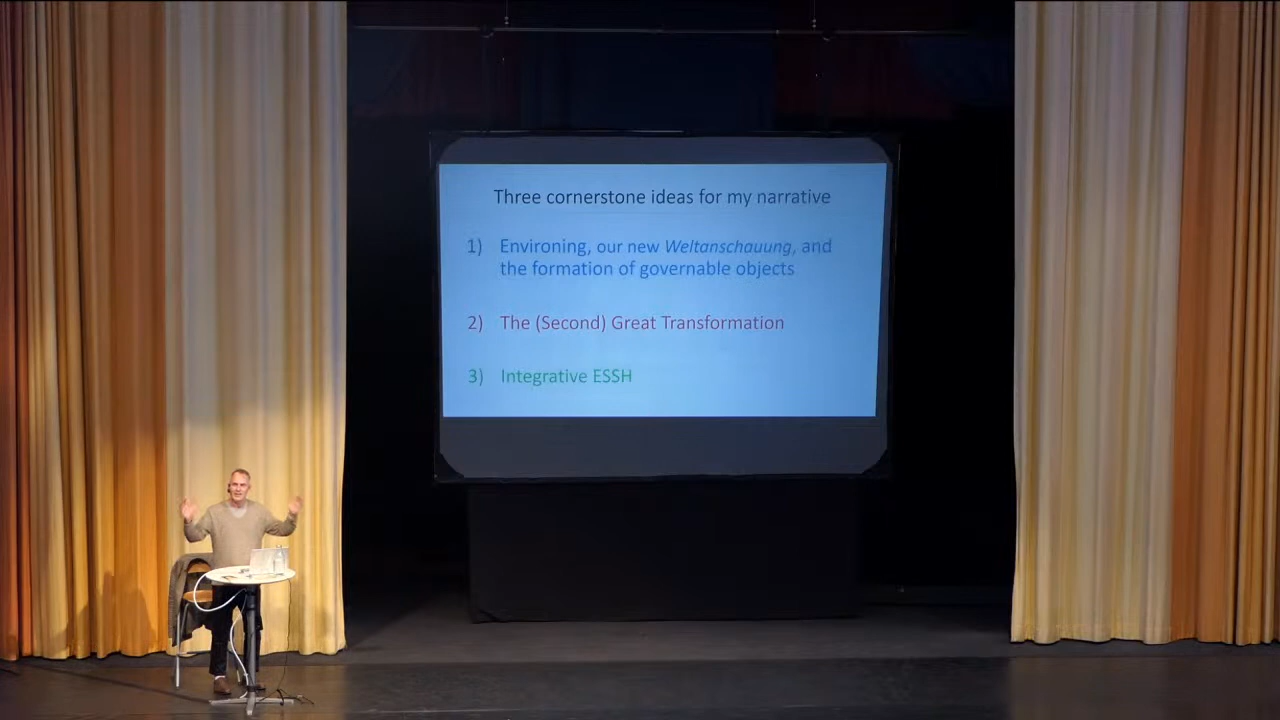 Three cornerstone ideas for my narrative
1) Environing, our new Weltanschauung, and
the formation of governable objects
2) The (Second) Great Transformation
3) Integrative ESSH